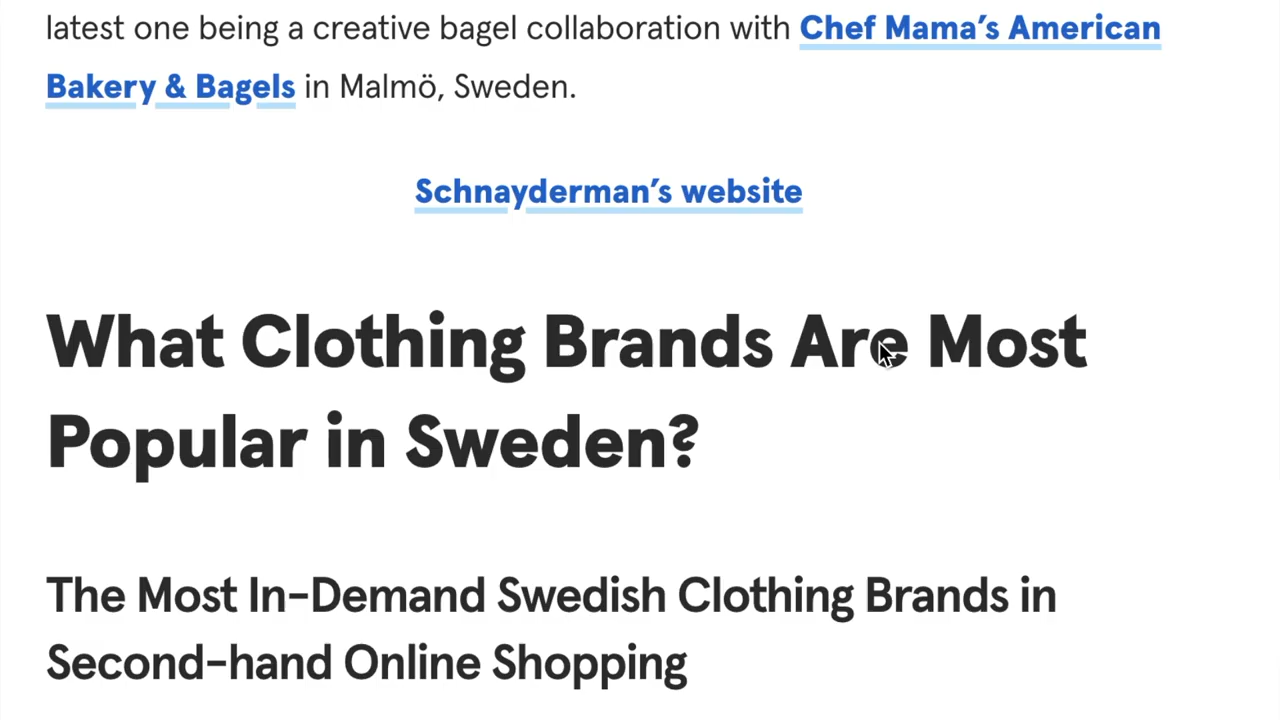 latest one being a creative bagel collaboration with Chef Mama’s American
Bakery & Bagels in Malmö, Sweden.
Schnayderman’s website
What Clothing Brands Are Most
Popular in Sweden?
The Most In-Demand Swedish Clothing Brands in
Second-hand Online Shopping